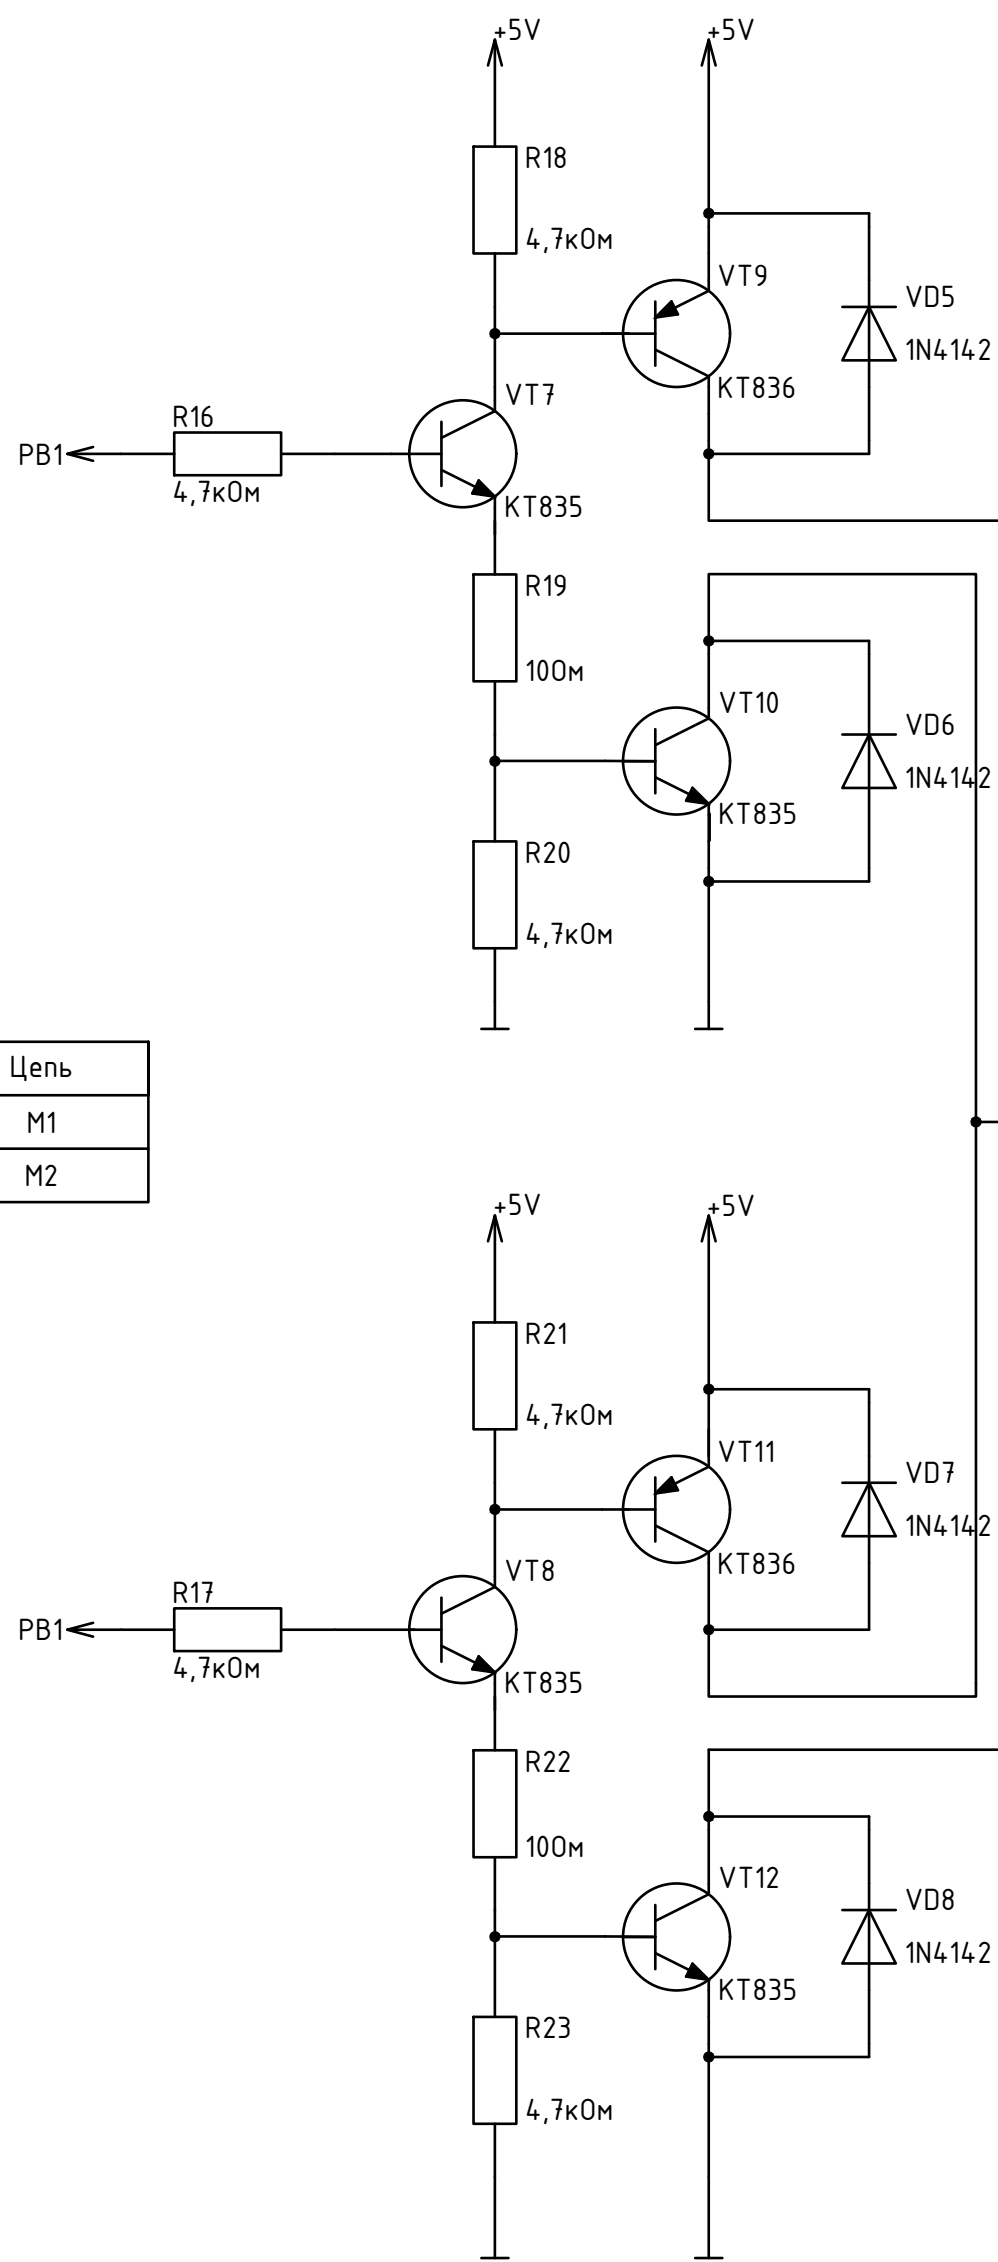 +5V
+5V
R18
4,7кОм
VT9
VD5
1N4142
KT836
VT7
R16
PB1
4,7кОм
KT835
R19
10Ом
VT10
VD6
1N4142
KT835
R20
4,7кОм
Цепь
M1
M2
+5V
+5V
R21
4,7кОм
VT11
VD7
1N4142
KT836
VT8
R17
PB1
4,7кОм
KT835
R22
10Ом
VT12
VD8
1N4142
KT835
R23
4,7кОм